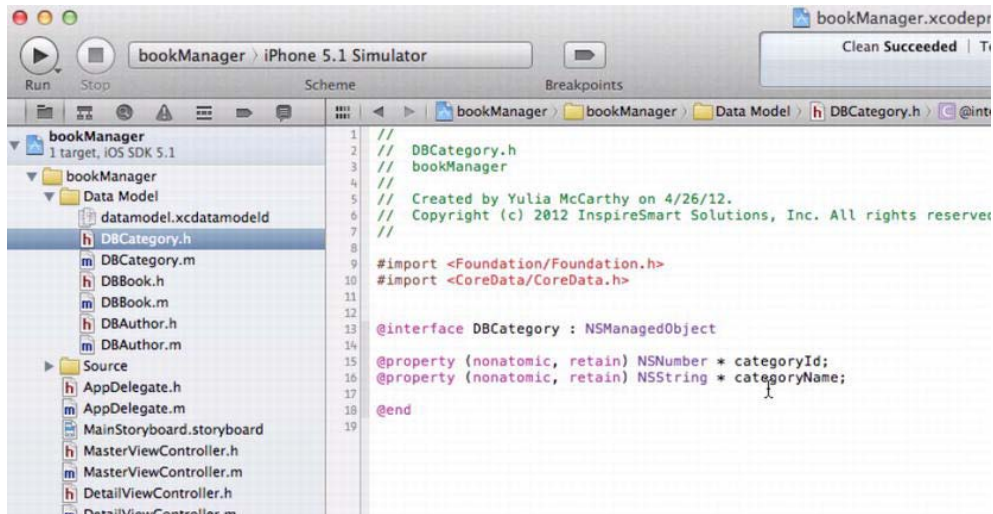 bookManager.xcodepr
bookManager › iPhone 5.1 Simulator
Clean Succeeded | T
Run Stop Scheme Breakpoints
bookManager › bookManager › Data Model › h DBCategory.h › C @int
bookManager
1 target, iOS SDK 5.1
bookManager
Data Model
datamodel.xcdatamodeld
h DBCategory.h
m DBCategory.m
h DBBook.h
m DBBook.m
h DBAuthor.h
m DBAuthor.m
Source
h AppDelegate.h
m AppDelegate.m
MainStoryboard.storyboard
h MasterViewController.h
m MasterViewController.m
h DetailViewController.h
m DetailViewController.m
1 //
2 // DBCategory.h
3 // bookManager
4 //
5 // Created by Yulia McCarthy on 4/26/12.
6 // Copyright (c) 2012 InspireSmart Solutions, Inc. All rights reserved
7 //
8
9 #import <Foundation/Foundation.h>
10 #import <CoreData/CoreData.h>
11
12
13 @interface DBCategory : NSManagedObject
14
15 @property (nonatomic, retain) NSNumber * categoryId;
16 @property (nonatomic, retain) NSString * categoryName;
17
18 @end
19